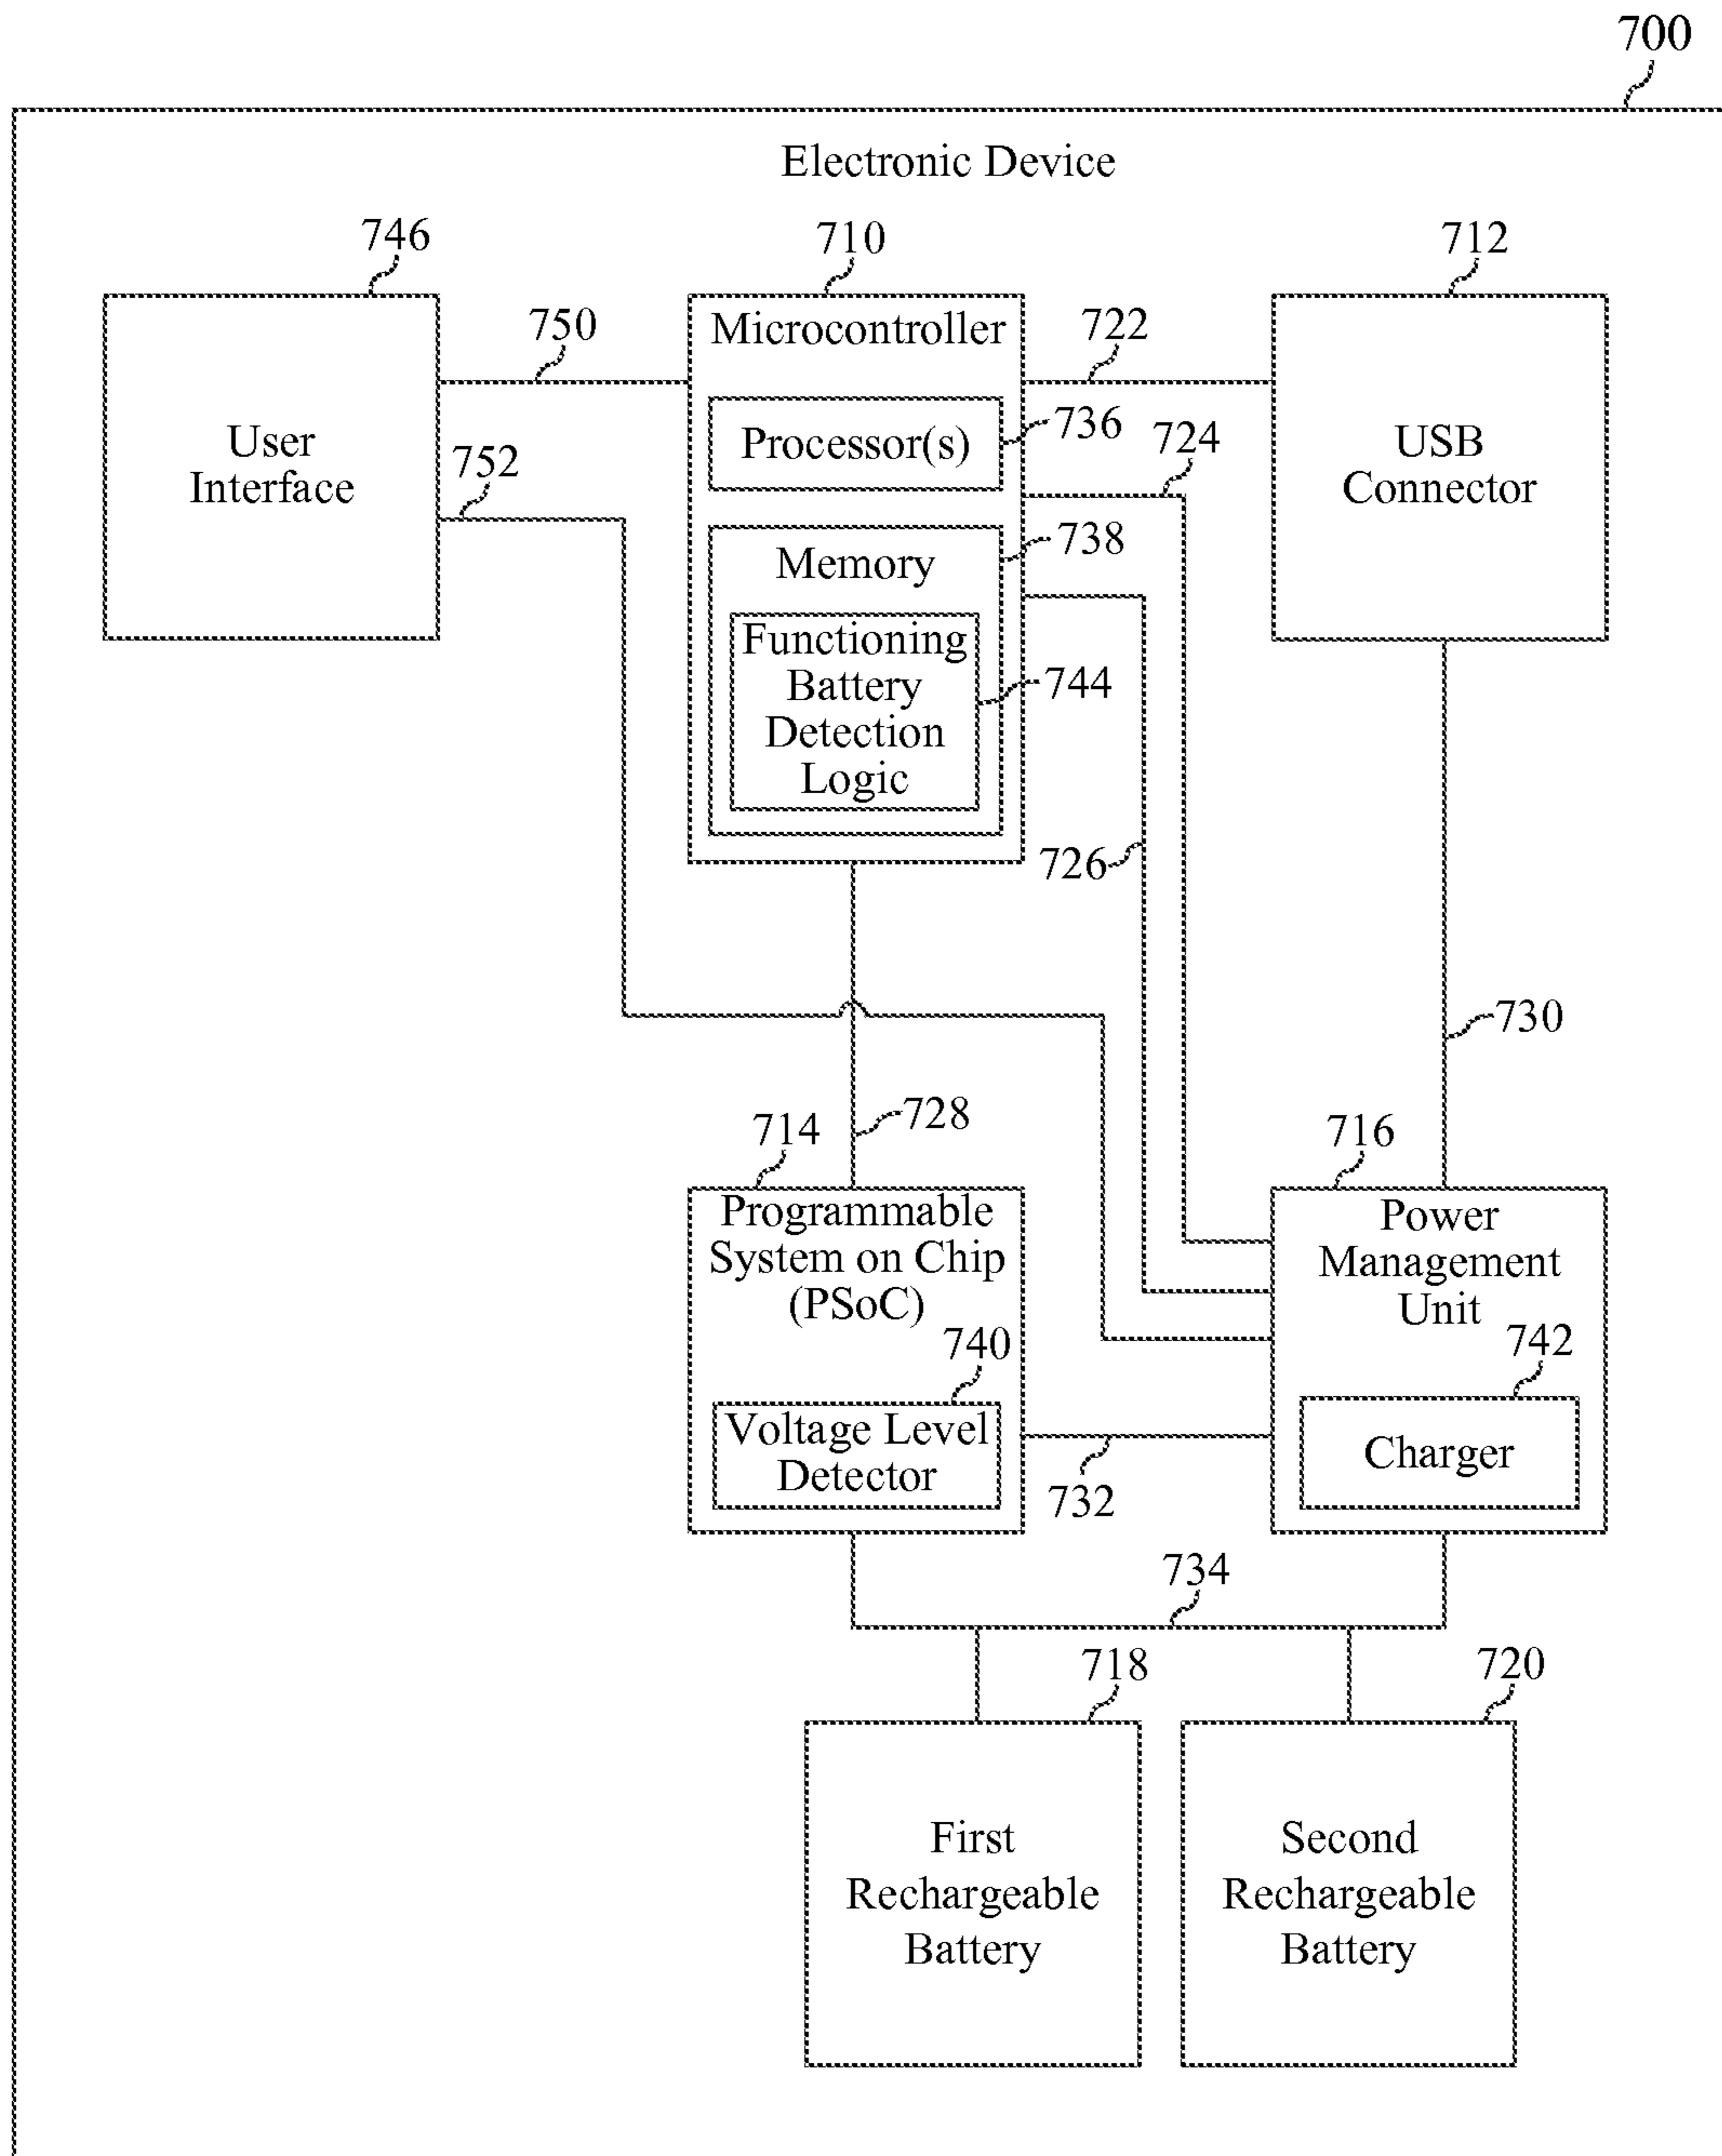 700
Electronic Device
746
710
712
750
Microcontroller
722
User
Interface
Processor(s)
736
724
USB
Connector
752
Memory
738
Functioning
Battery
Detection
Logic
744
726
730
728
714
716
Programmable
System on Chip
(PSoC)
Power
Management
Unit
740
742
Voltage Level
Detector
Charger
732
734
718
720
First
Rechargeable
Battery
Second
Rechargeable
Battery